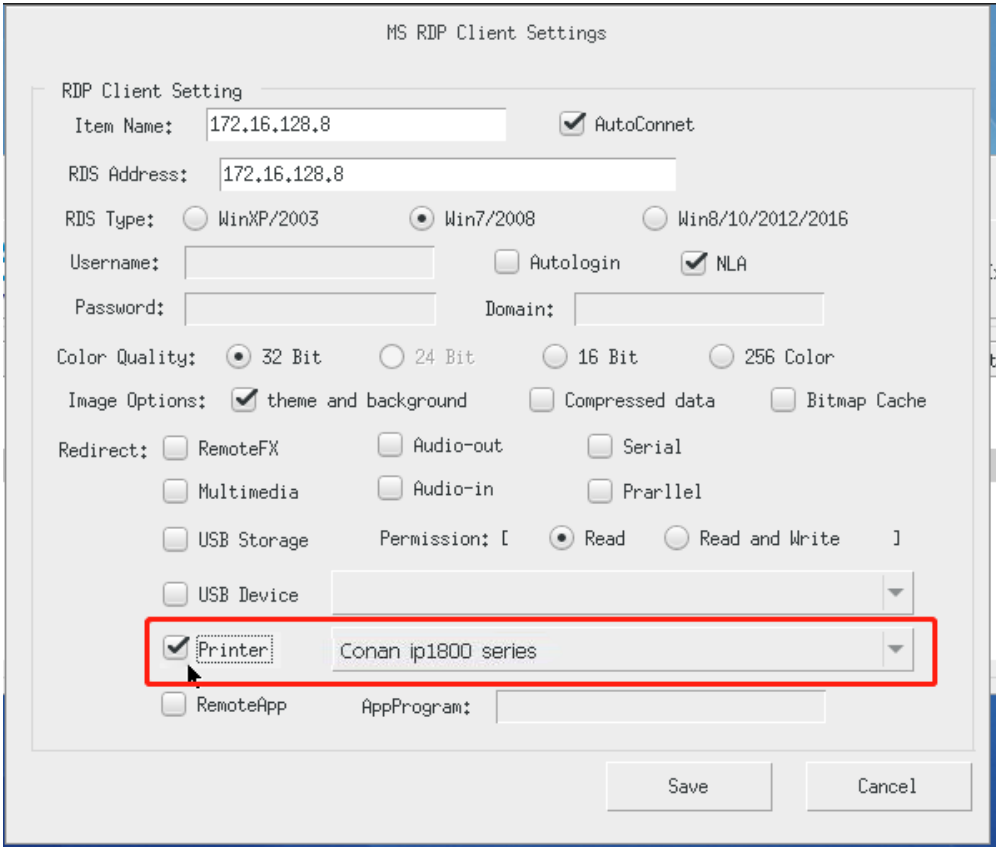 MS RDP Client Settings
RDP Client Setting
Item Name: 172.16.128.8 AutoConnet
RDS Address: 172.16.128.8
RDS Type: WinXP/2003 Win7/2008 Win8/10/2012/2016
Username: Autologin NLA
Password: Domain:
Color Quality: 32 Bit 24 Bit 16 Bit 256 Color
Image Options: theme and background Compressed data Bitmap Cache
Redirect: RemoteFX Audio-out Serial
Multimedia Audio-in Prarllel
USB Storage Permission: [ Read Read and Write ]
USB Device
Printer Conan ip1800 series
RemoteApp AppProgram:
Save Cancel